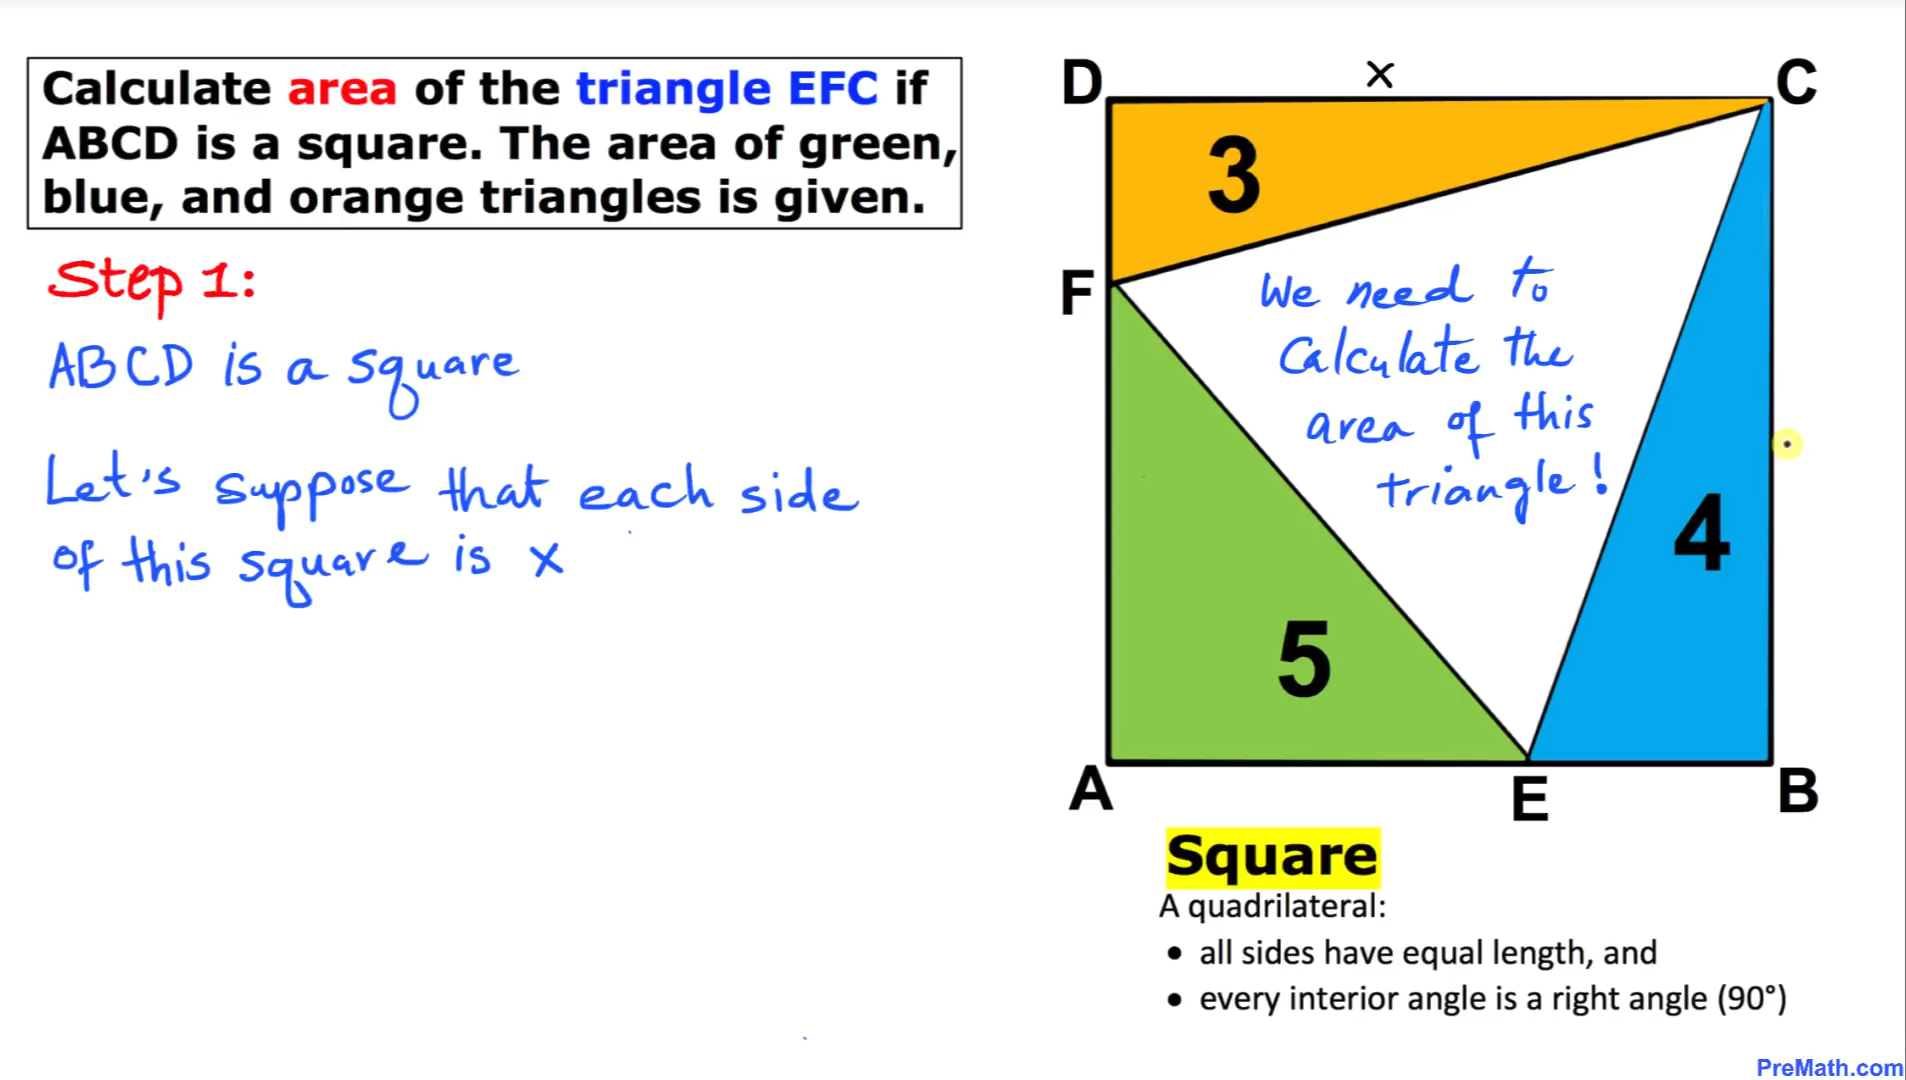 Calculate area of the triangle EFC if
ABCD is a square. The area of green,
blue, and orange triangles is given.
Step 1:
ABCD is a square
Let's suppose that each side
of this square is x
D
x
C
3
F
We need to
Calculate the
area of this
triangle!
4
5
A
E
B
Square
A quadrilateral:
• all sides have equal length, and
• every interior angle is a right angle (90°)
PreMath.com